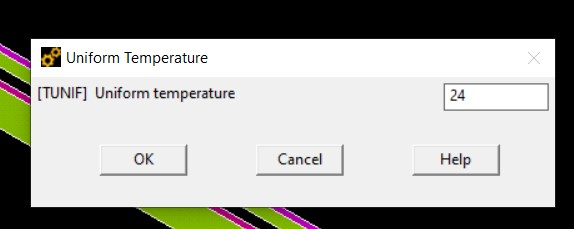 Uniform Temperature
[TUNIF] Uniform temperature
24
OK Cancel Help